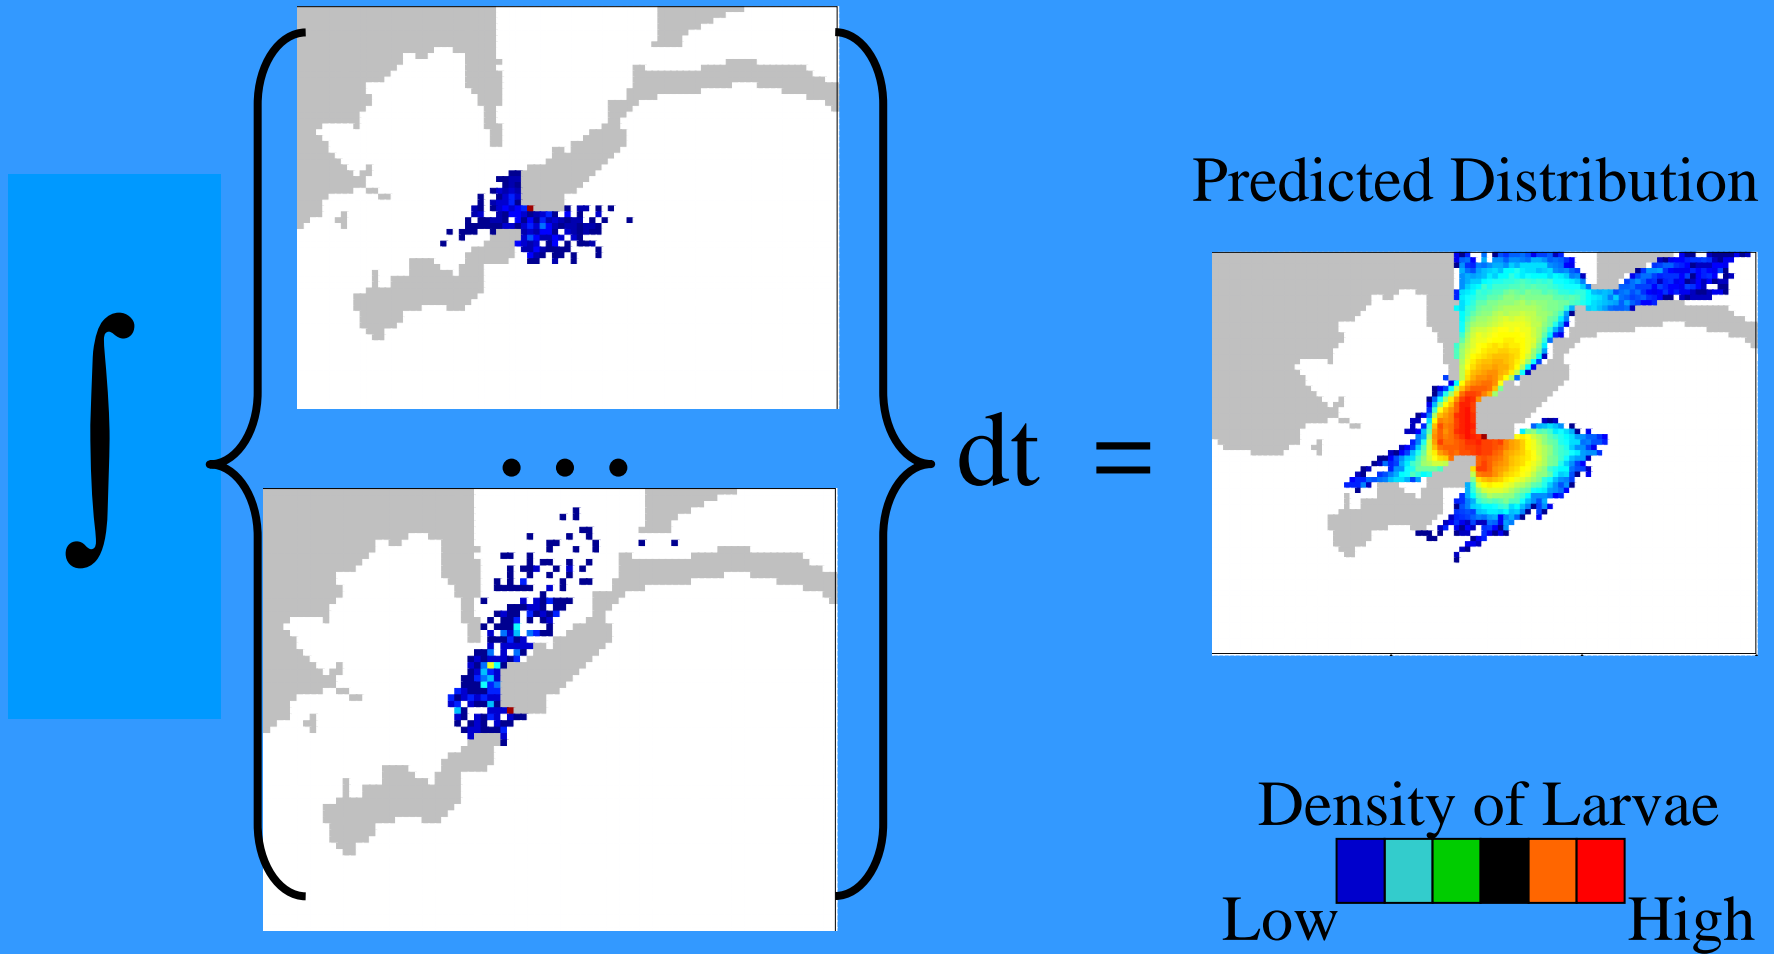 ∫ { . . . } dt =
Predicted Distribution
Density of Larvae
Low High